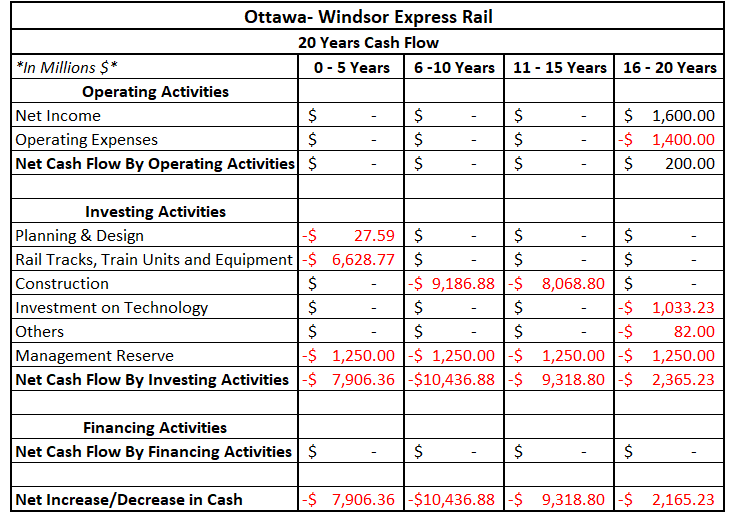 Ottawa- Windsor Express Rail
20 Years Cash Flow
*In Millions $* 0 - 5 Years 6 -10 Years 11 - 15 Years 16 - 20 Years
Operating Activities
Net Income $ - $ - $ - $ 1,600.00
Operating Expenses $ - $ - $ - -$ 1,400.00
Net Cash Flow By Operating Activities $ - $ - $ - $ 200.00
Investing Activities
Planning & Design -$ 27.59 $ - $ - $ -
Rail Tracks, Train Units and Equipment -$ 6,628.77 $ - $ - $ -
Construction $ - -$ 9,186.88 -$ 8,068.80 $ -
Investment on Technology $ - $ - $ - -$ 1,033.23
Others $ - $ - $ - -$ 82.00
Management Reserve -$ 1,250.00 -$ 1,250.00 -$ 1,250.00 -$ 1,250.00
Net Cash Flow By Investing Activities -$ 7,906.36 -$10,436.88 -$ 9,318.80 -$ 2,365.23
Financing Activities
Net Cash Flow By Financing Activities $ - $ - $ - $ -
Net Increase/Decrease in Cash -$ 7,906.36 -$10,436.88 -$ 9,318.80 -$ 2,165.23